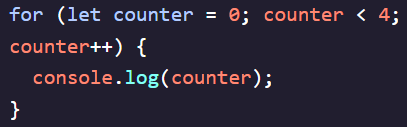 for (let counter = 0; counter < 4;
counter++) {
  console.log(counter);
}